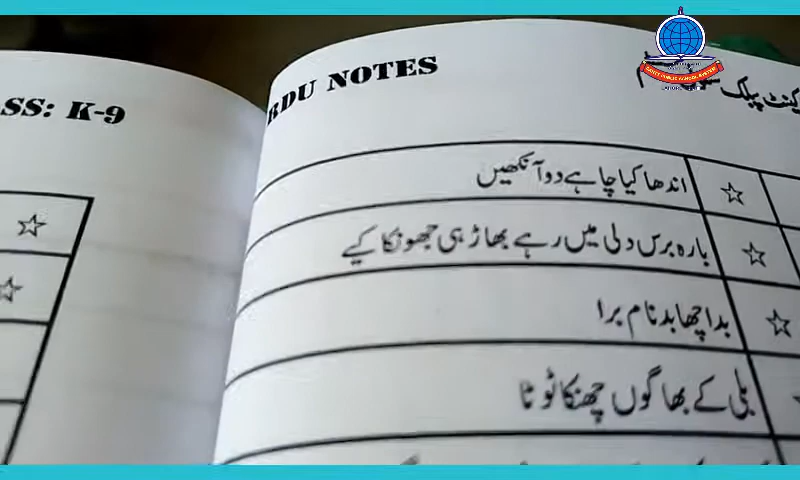 SS: K-9
RDU NOTES
اندھا کیا چاہے دو آنکھیں
بارہ برس دلی میں رہے بھاڑ ہی جھونکا کیے
بد اچھا بدنام برا
بلی کے بھاگوں چھینکا ٹوٹا